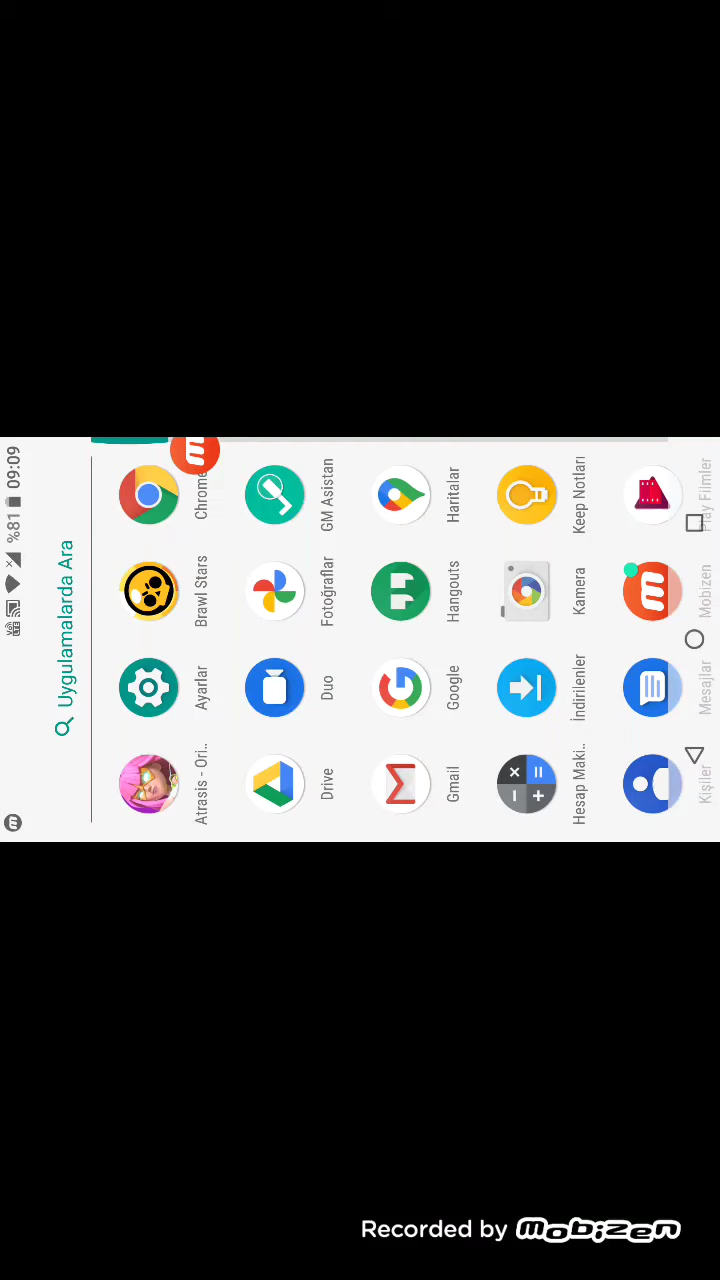 %81 09:09
Uygulamalarda Ara
Atrasis - Ori..
Ayarlar
Brawl Stars
Chrome
Drive
Duo
Fotoğraflar
GM Asistan
Gmail
Google
Hangouts
Haritalar
Hesap Maki..
İndirilenler
Kamera
Keep Notları
Kişiler
Mesajlar
Mobizen
Play Filmler
Recorded by mobizen